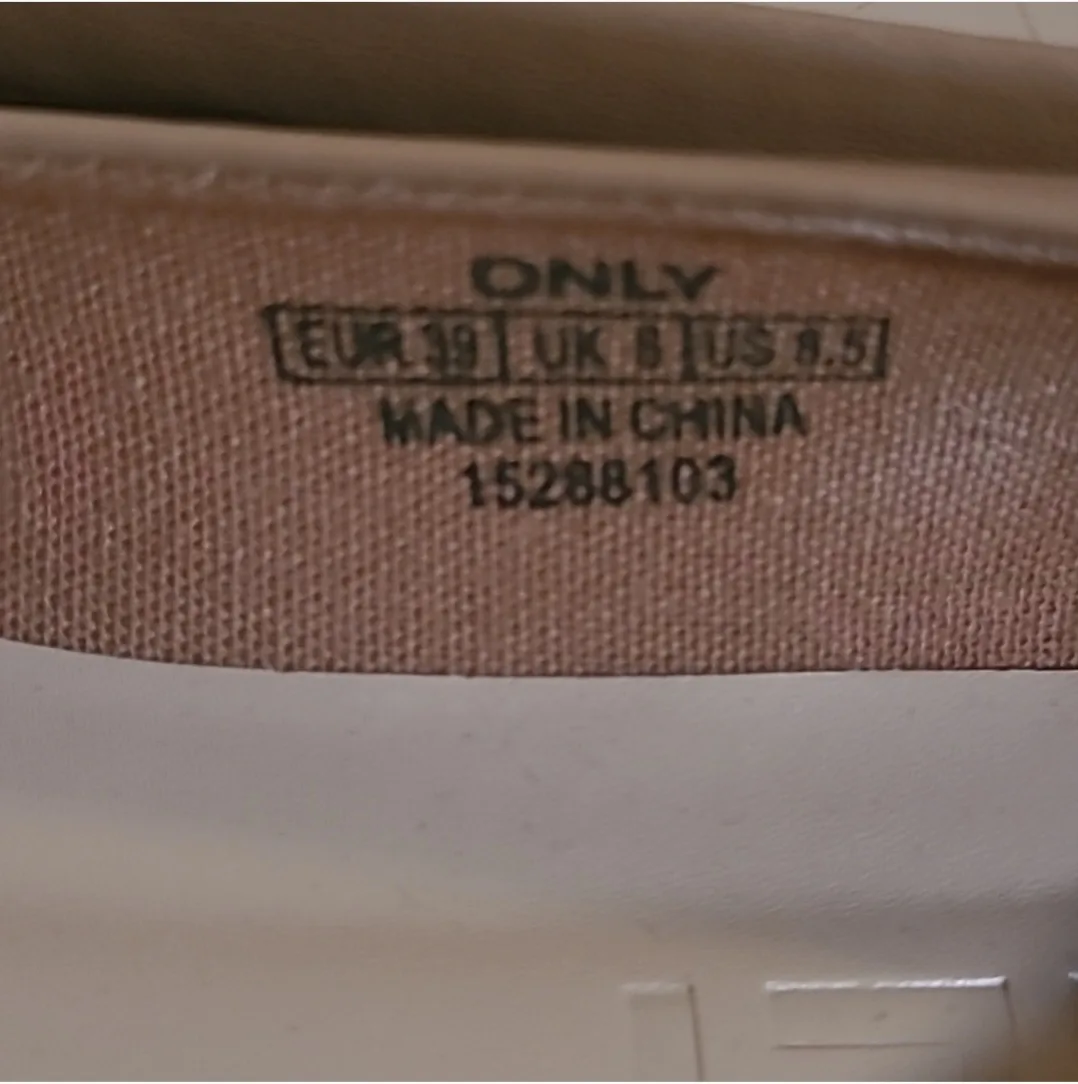 ONLY
EUR 39 UK 6 US 8.5
MADE IN CHINA
15288103